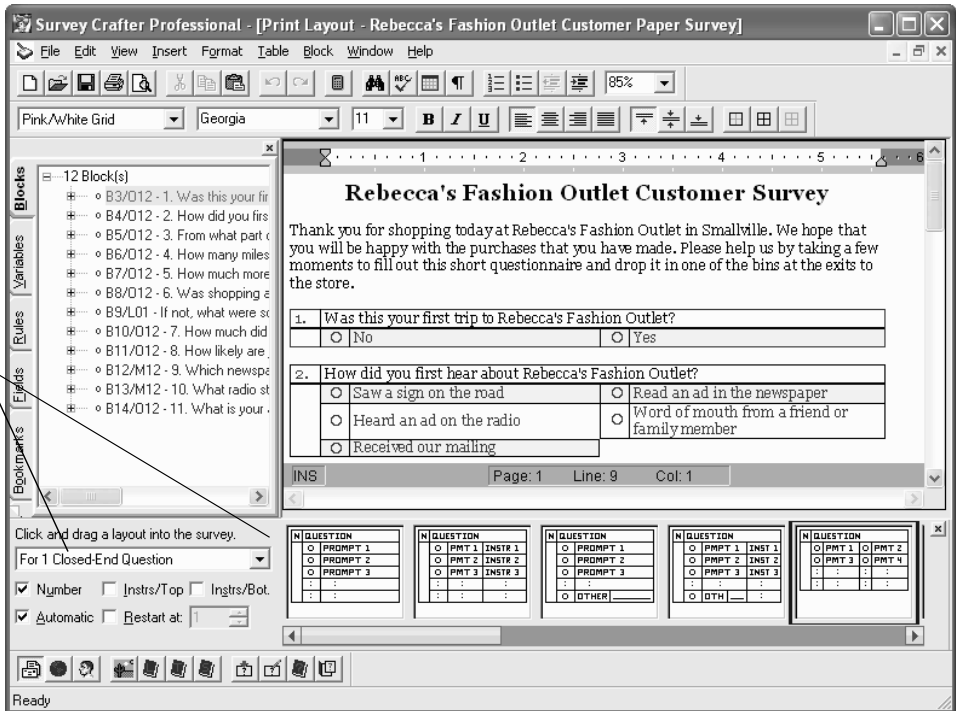 Survey Crafter Professional - [Print Layout - Rebecca's Fashion Outlet Customer Paper Survey]
File Edit View Insert Format Table Block Window Help
85%
Pink/White Grid Georgia 11 B I U
1 2 3 4 5 6
Blocks
Variables
Rules
Fields
Bookmarks
12 Block(s)
B3/O12 - 1. Was this your fir
B4/O12 - 2. How did you firs
B5/O12 - 3. From what part o
B6/O12 - 4. How many miles
B7/O12 - 5. How much more
B8/O12 - 6. Was shopping a
B9/L01 - If not, what were so
B10/O12 - 7. How much did
B11/O12 - 8. How likely are
B12/M12 - 9. Which newspa
B13/M12 - 10. What radio st
B14/O12 - 11. What is your
Rebecca's Fashion Outlet Customer Survey
Thank you for shopping today at Rebecca's Fashion Outlet in Smallville. We hope that
you will be happy with the purchases that you have made. Please help us by taking a few
moments to fill out this short questionnaire and drop it in one of the bins at the exits to
the store.
1. Was this your first trip to Rebecca's Fashion Outlet?
No Yes
2. How did you first hear about Rebecca's Fashion Outlet?
Saw a sign on the road Read an ad in the newspaper
Heard an ad on the radio Word of mouth from a friend or
family member
Received our mailing
INS Page: 1 Line: 9 Col: 1
Click and drag a layout into the survey.
For 1 Closed-End Question
Number Instrs/Top Instrs/Bot.
Automatic Restart at: 1
N QUESTION
PROMPT 1
PROMPT 2
PROMPT 3
N QUESTION
PMT 1 INSTR 1
PMT 2 INSTR 2
PMT 3 INSTR 3
N QUESTION
PROMPT 1
PROMPT 2
PROMPT 3
OTHER
N QUESTION
PMPT 1 INST 1
PMPT 2 INST 2
PMPT 3 INST 3
OTH
N QUESTION
PMT 1 PMT 2
PMT 3 PMT 4
Ready